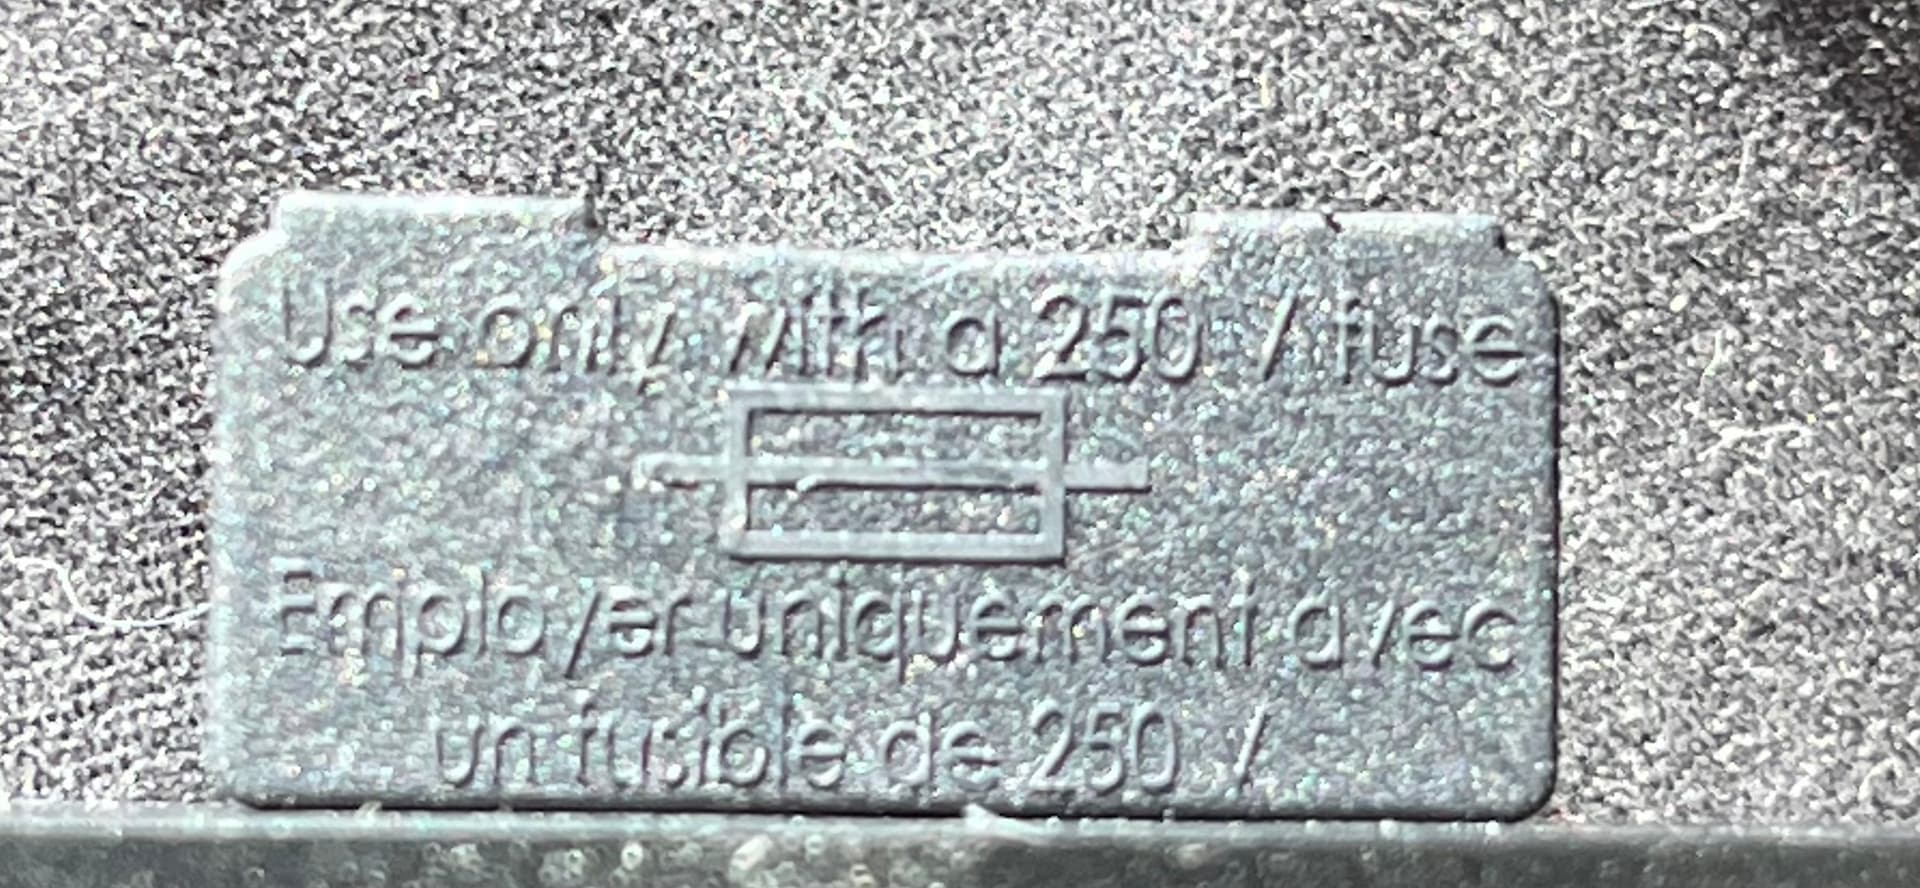 Use only with a 250 V fuse
Employer uniquement avec
un fusible de 250 V